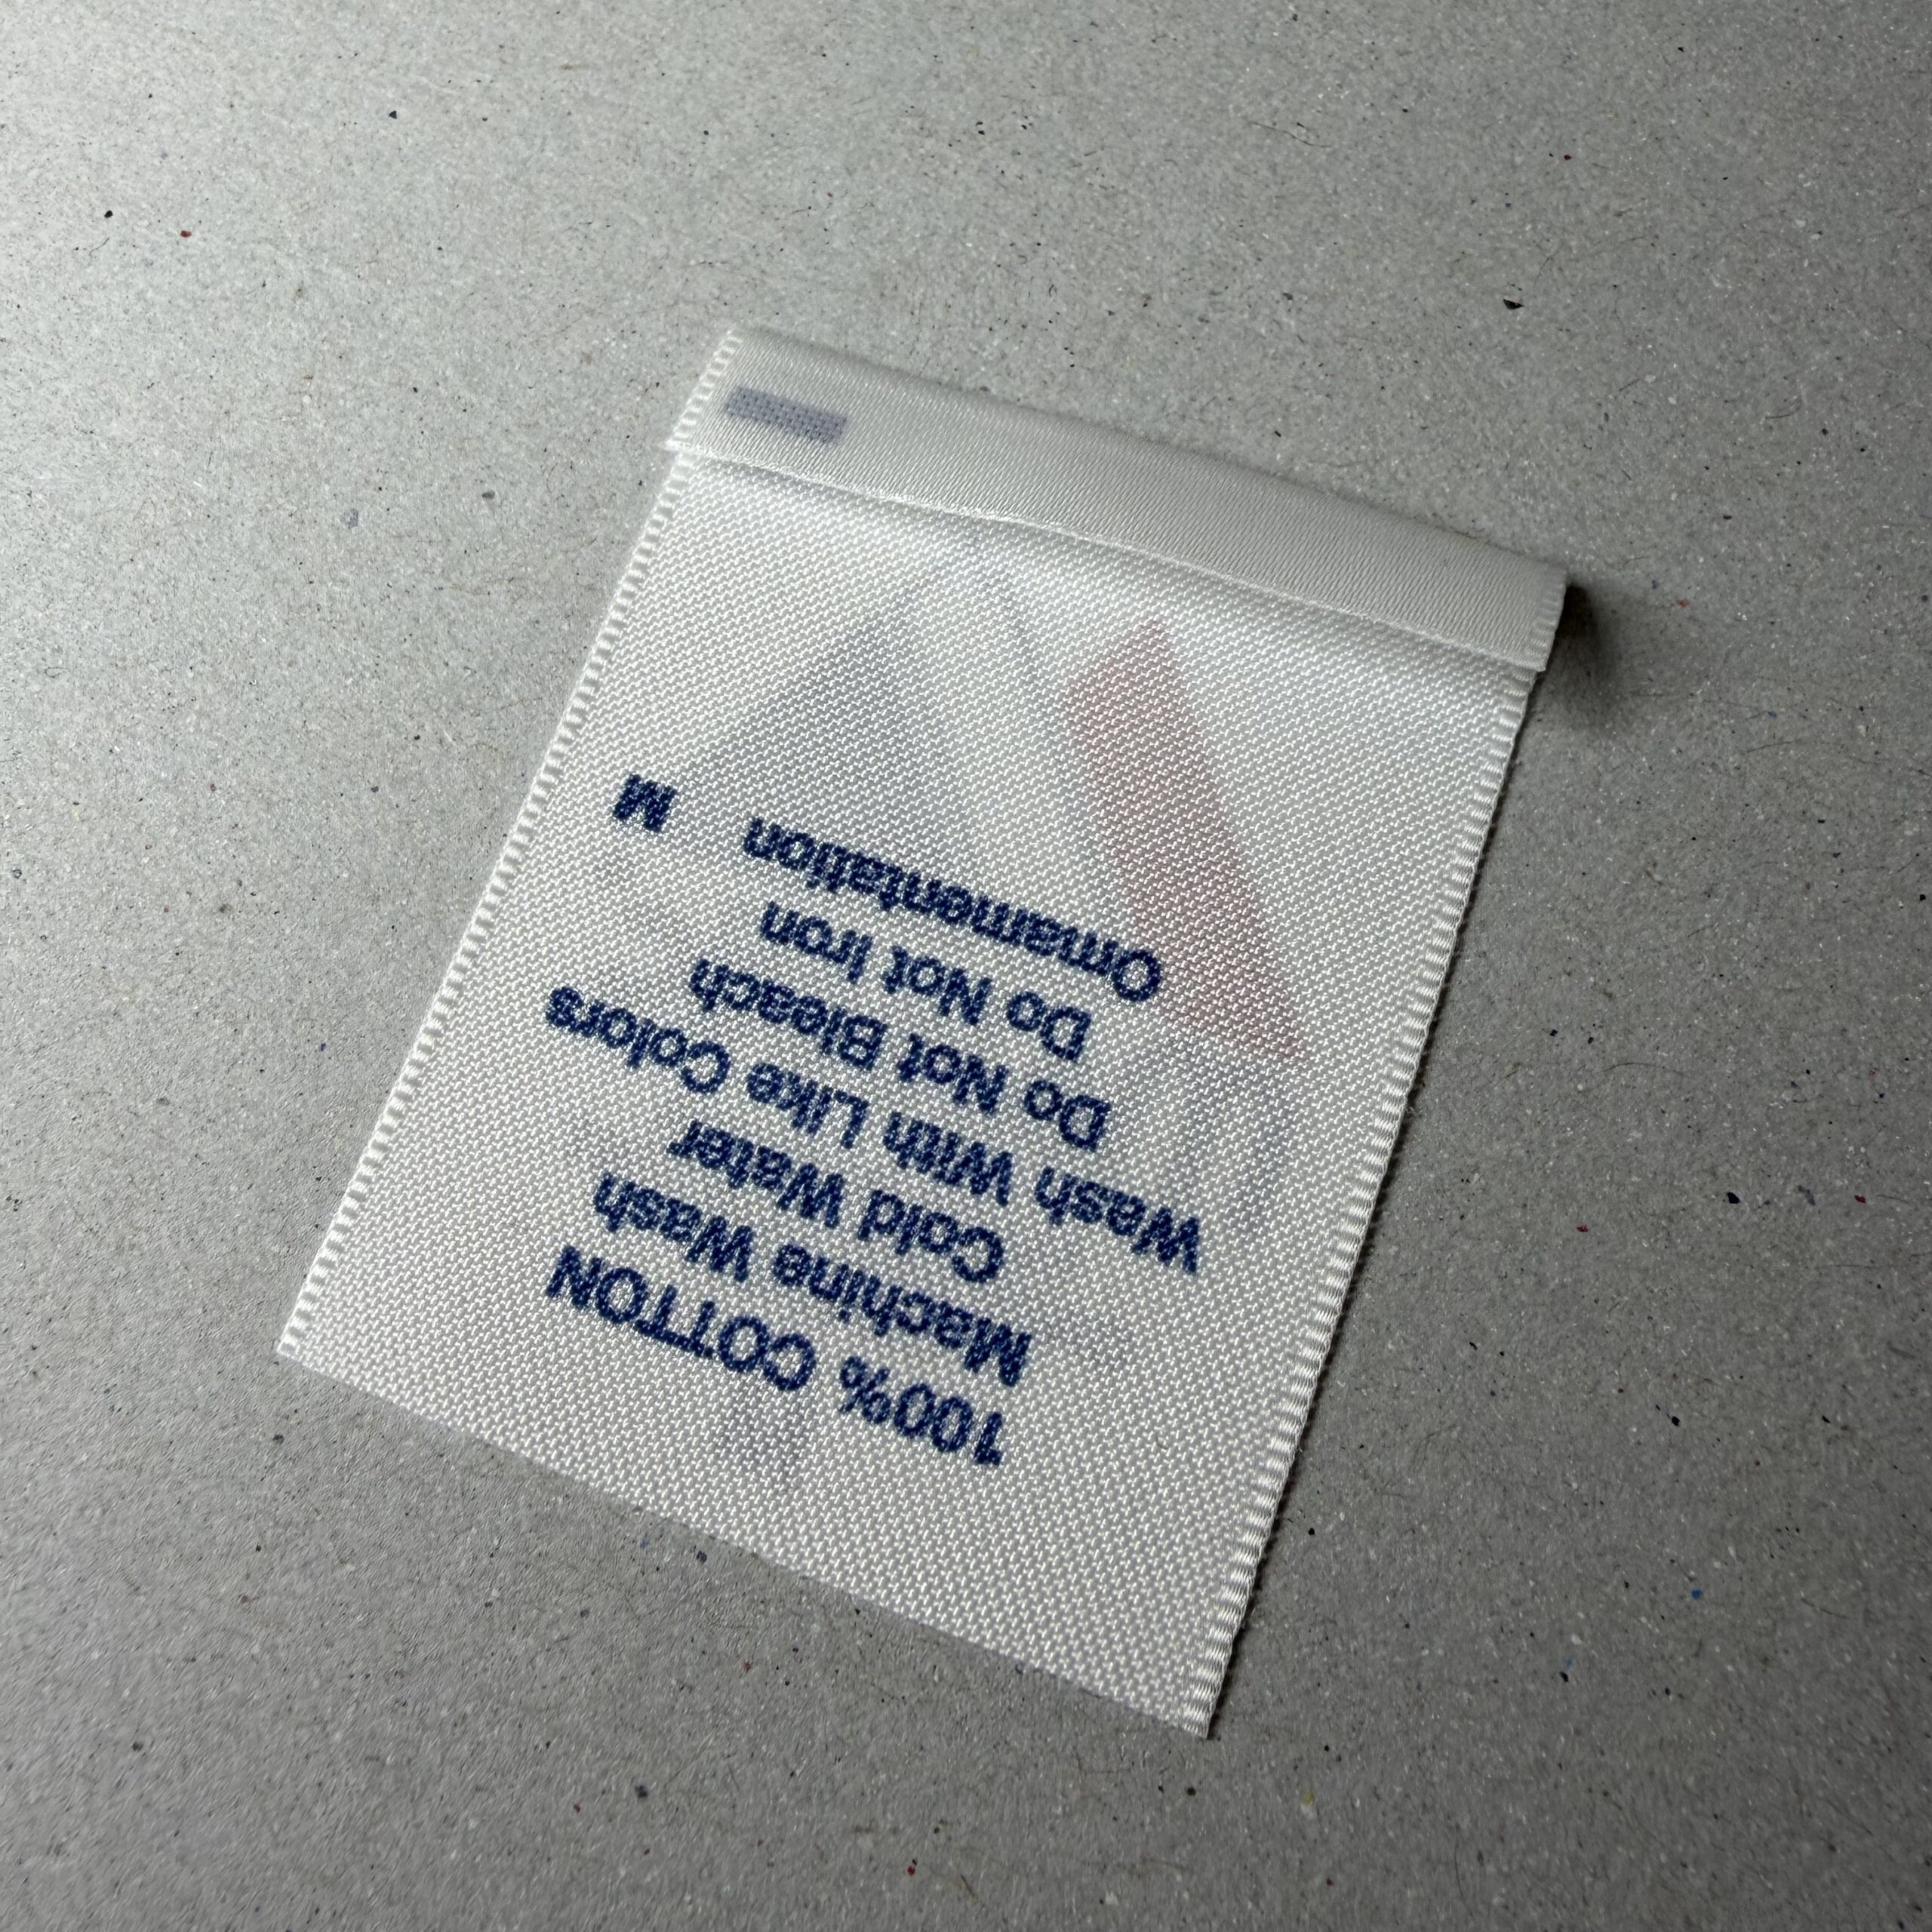 100% COTTON
Machine Wash
Cold Water
Wash With Like Colors
Do Not Bleach
Do Not Iron
Ornamentation M